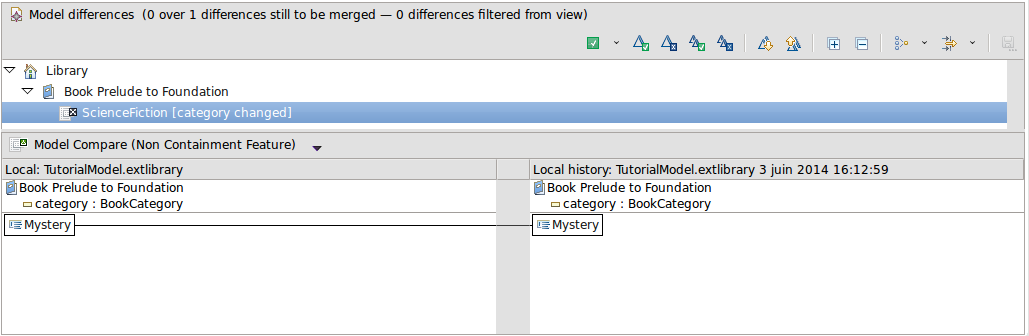 Model differences (0 over 1 differences still to be merged — 0 differences filtered from view)
Library
Book Prelude to Foundation
ScienceFiction [category changed]
Model Compare (Non Containment Feature)
Local: TutorialModel.extlibrary
Local history: TutorialModel.extlibrary 3 juin 2014 16:12:59
Book Prelude to Foundation
Book Prelude to Foundation
category : BookCategory
category : BookCategory
Mystery
Mystery